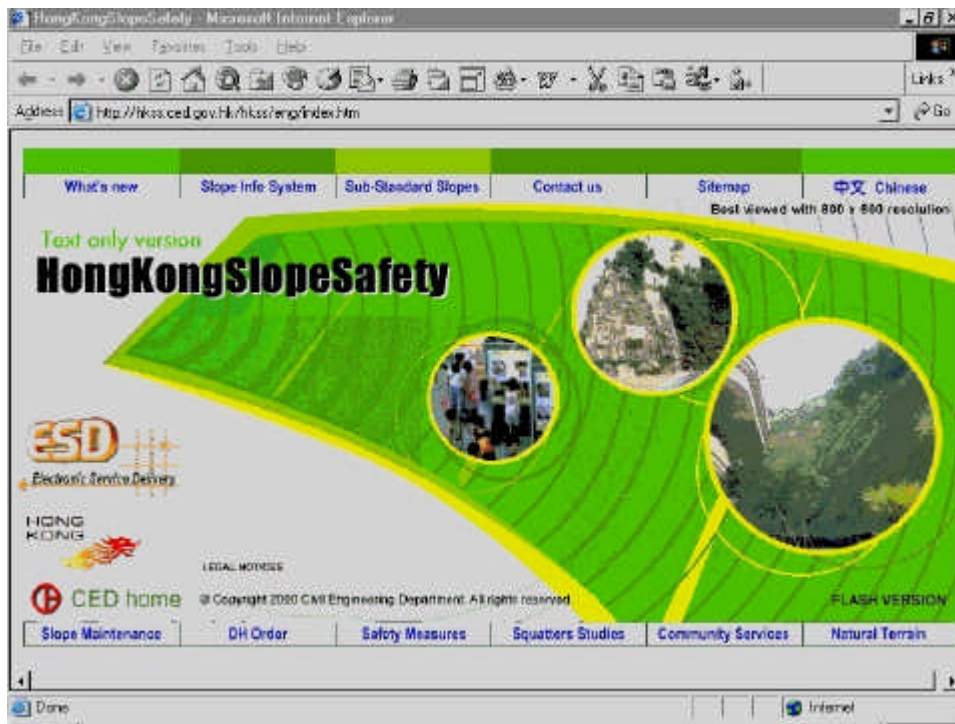 HongKongSlopeSafety - Microsoft Internet Explorer
File Edit View Favorites Tools Help
Links
Address http://hkss.ced.gov.hk/hkss/eng/index.htm Go
What's new Slope Info System Sub-Standard Slopes Contact us Sitemap 中文 Chinese
Best viewed with 800 x 600 resolution
Text only version
HongKongSlopeSafety
ESD
Electronic Service Delivery
HONG
KONG
LEGAL NOTICES
CED home @ Copyright 2000 Civil Engineering Department. All rights reserved FLASH VERSION
Slope Maintenance DH Order Safety Measures Squatters Studies Community Services Natural Terrain
Done Internet